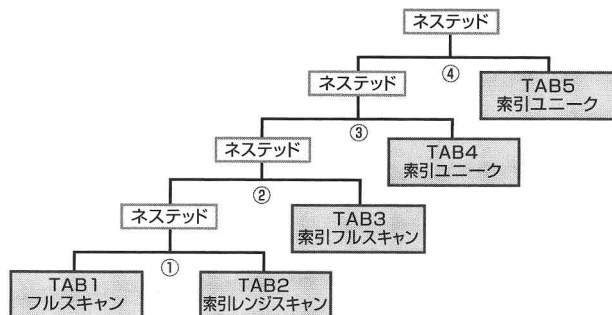 ネステッド
④
ネステッド
TAB5
索引ユニーク
③
ネステッド
TAB4
索引ユニーク
②
ネステッド
TAB3
索引フルスキャン
①
TAB1
フルスキャン
TAB2
索引レンジスキャン